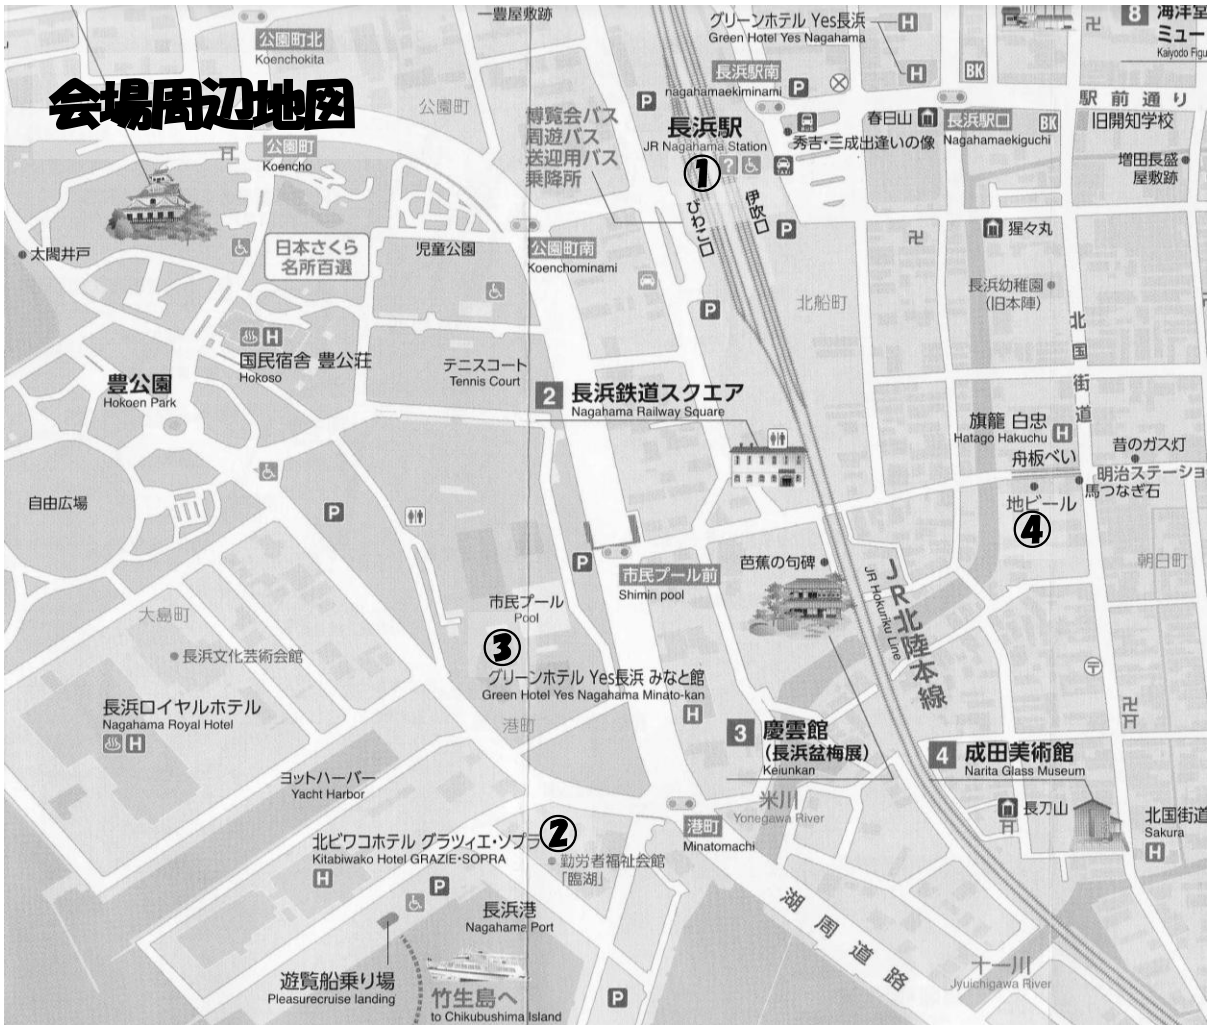 会場周辺地図
一豊屋敷跡
公園町北
Koenchokita
公園町
グリーンホテル Yes長浜
Green Hotel Yes Nagahama
H
H
卍
8
海洋堂
ミュー
Kaiyodo Figu
長浜駅南
nagahamaekiminami
P
P
BK
駅前通り
長浜駅
JR Nagahama Station
①
?
博覧会バス
周遊バス
送迎用バス
乗降所
秀吉・三成出逢いの像
春日山
長浜駅口
Nagahamaekiguchi
BK
旧開知学校
増田長盛
屋敷跡
公園町
Koencho
太閤井戸
日本さくら
名所百選
児童公園
公園町南
Koenchominami
びわこ口
伊吹口
P
P
卍
猩々丸
北船町
長浜幼稚園
(旧本陣)
北国街道
H
国民宿舎 豊公荘
Hokoso
豊公園
Hokoen Park
テニスコート
Tennis Court
2 長浜鉄道スクエア
Nagahama Railway Square
旗籠 白忠
Hatago Hakuchu
H
舟板べい
昔のガス灯
明治ステーショ
馬つなぎ石
地ビール
④
自由広場
P
P
市民プール前
Shimin pool
芭蕉の句碑
JR北陸本線
JR Hokuriku Line
朝日町
大島町
市民プール
Pool
③
グリーンホテル Yes長浜 みなと館
Green Hotel Yes Nagahama Minato-kan
H
長浜文化芸術会館
長浜ロイヤルホテル
Nagahama Royal Hotel
H
港町
3 慶雲館
(長浜盆梅展)
Keiunkan
4 成田美術館
Narita Glass Museum
卍
ヨットハーバー
Yacht Harbor
米川
Yonegawa River
長刀山
北国街道
Sakura
H
北ビワコホテル グラツィエ・ソプラ
Kitabiwako Hotel GRAZIE・SOPRA
H
②
勤労者福祉会館
「臨湖」
港町
Minatomachi
P
長浜港
Nagahama Port
湖周道路
遊覧船乗り場
Pleasurecruise landing
竹生島へ
to Chikubushima Island
P
十一川
Jyuichigawa River